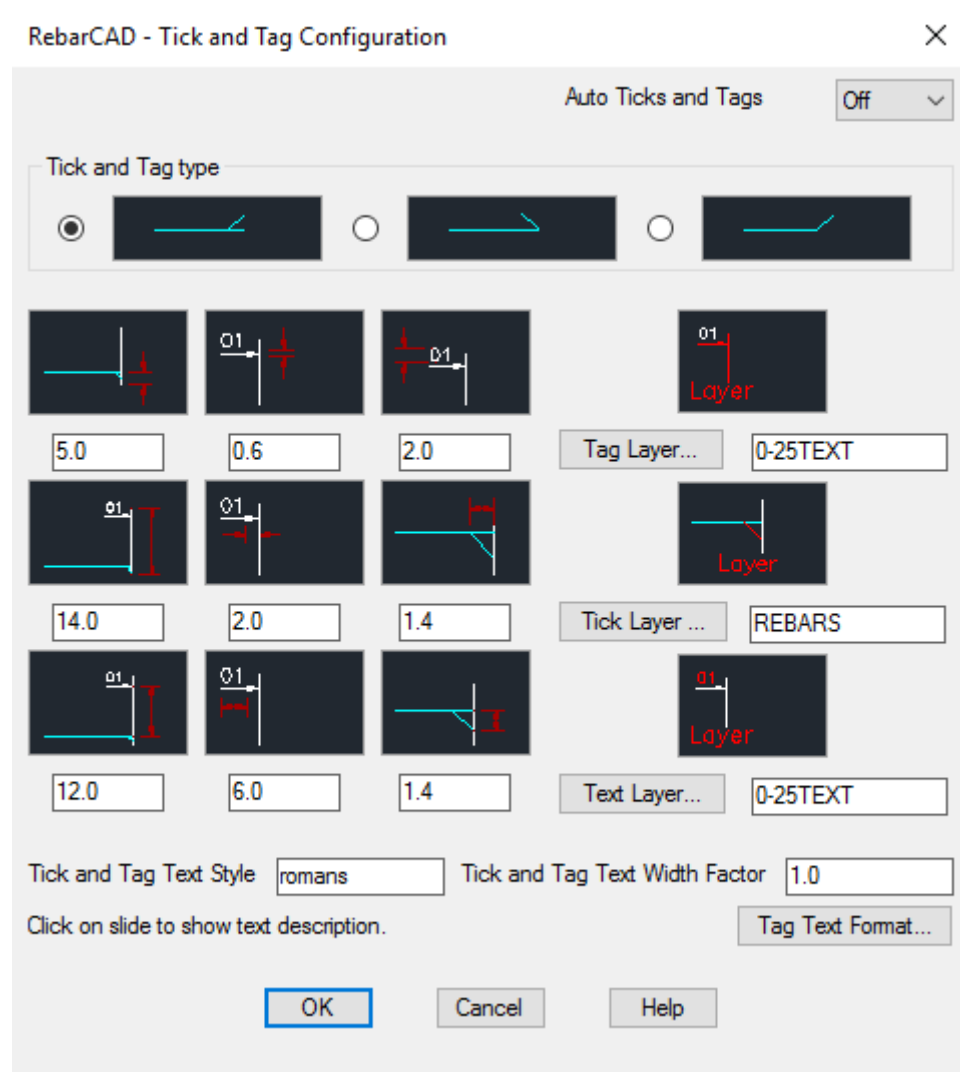 RebarCAD - Tick and Tag Configuration
Auto Ticks and Tags Off
Tick and Tag type
01 01 01
5.0 0.6 2.0 Tag Layer... 0-25TEXT
Layer
01 01
14.0 2.0 1.4 Tick Layer ... REBARS
Layer
01 01 01
12.0 6.0 1.4 Text Layer... 0-25TEXT
Layer
Tick and Tag Text Style romans Tick and Tag Text Width Factor 1.0
Click on slide to show text description. Tag Text Format...
OK Cancel Help